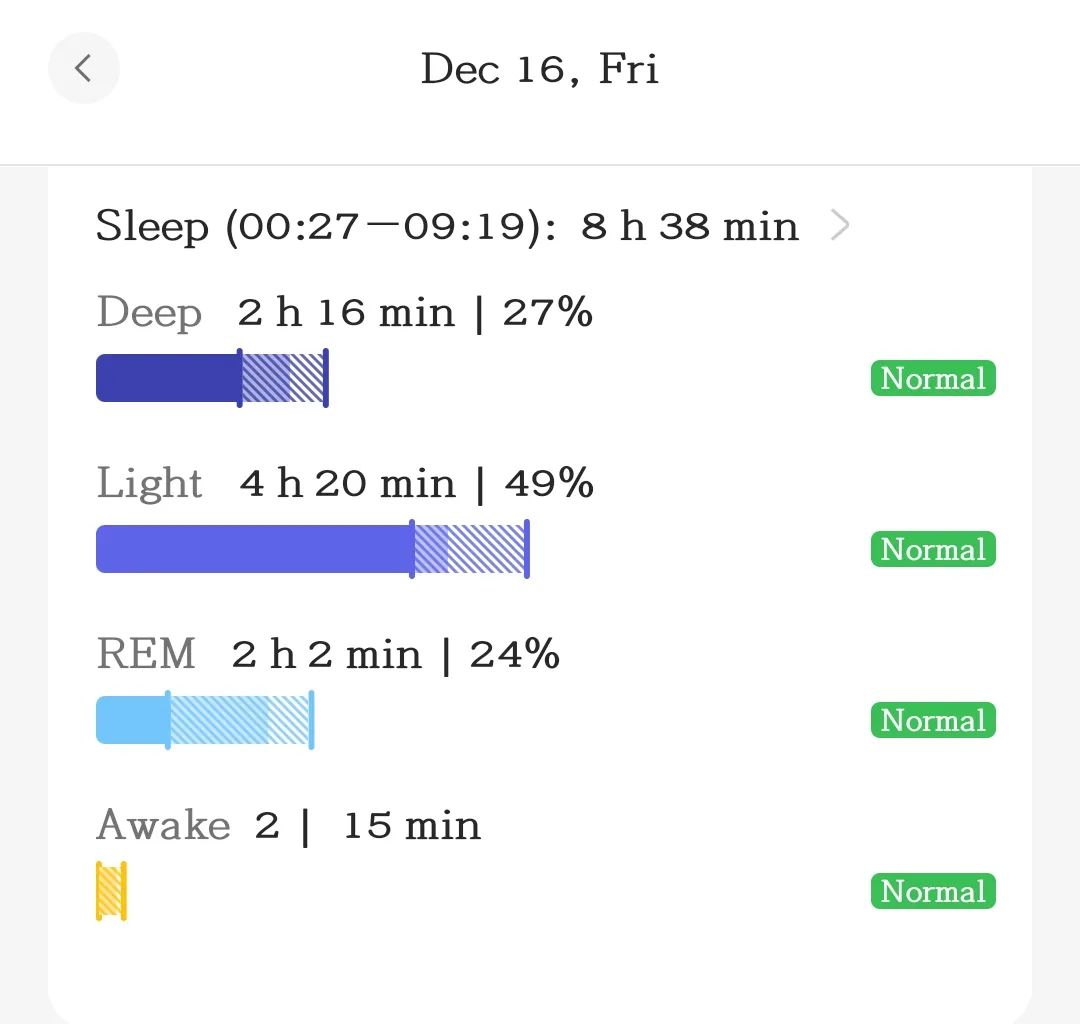 Dec 16, Fri
Sleep (00:27—09:19): 8 h 38 min
Deep 2 h 16 min | 27%
Normal
Light 4 h 20 min | 49%
Normal
REM 2 h 2 min | 24%
Normal
Awake 2 | 15 min
Normal